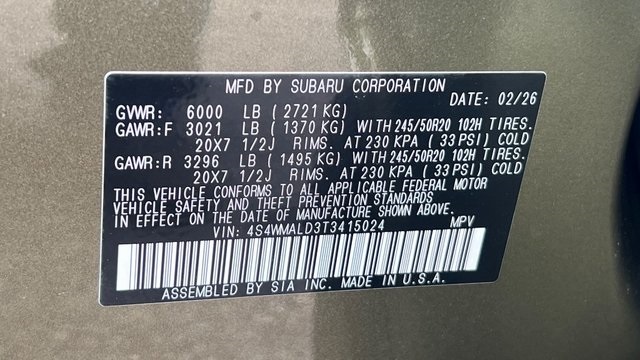 MFD BY SUBARU CORPORATION
DATE: 02/26
GVWR: 6000 LB (2721 KG)
GAWR:F 3021 LB (1370 KG) WITH 245/50R20 102H TIRES.
20X7 1/2J RIMS. AT 230 KPA (33 PSI) COLD
GAWR:R 3296 LB (1495 KG) WITH 245/50R20 102H TIRES.
20X7 1/2J RIMS. AT 230 KPA (33 PSI) COLD
THIS VEHICLE CONFORMS TO ALL APPLICABLE FEDERAL MOTOR
VEHICLE SAFETY AND THEFT PREVENTION STANDARDS
IN EFFECT ON THE DATE OF MANUFACTURE SHOWN ABOVE.
VIN: 4S4WMALD3T3415024 MPV
ASSEMBLED BY SIA INC. MADE IN U.S.A.